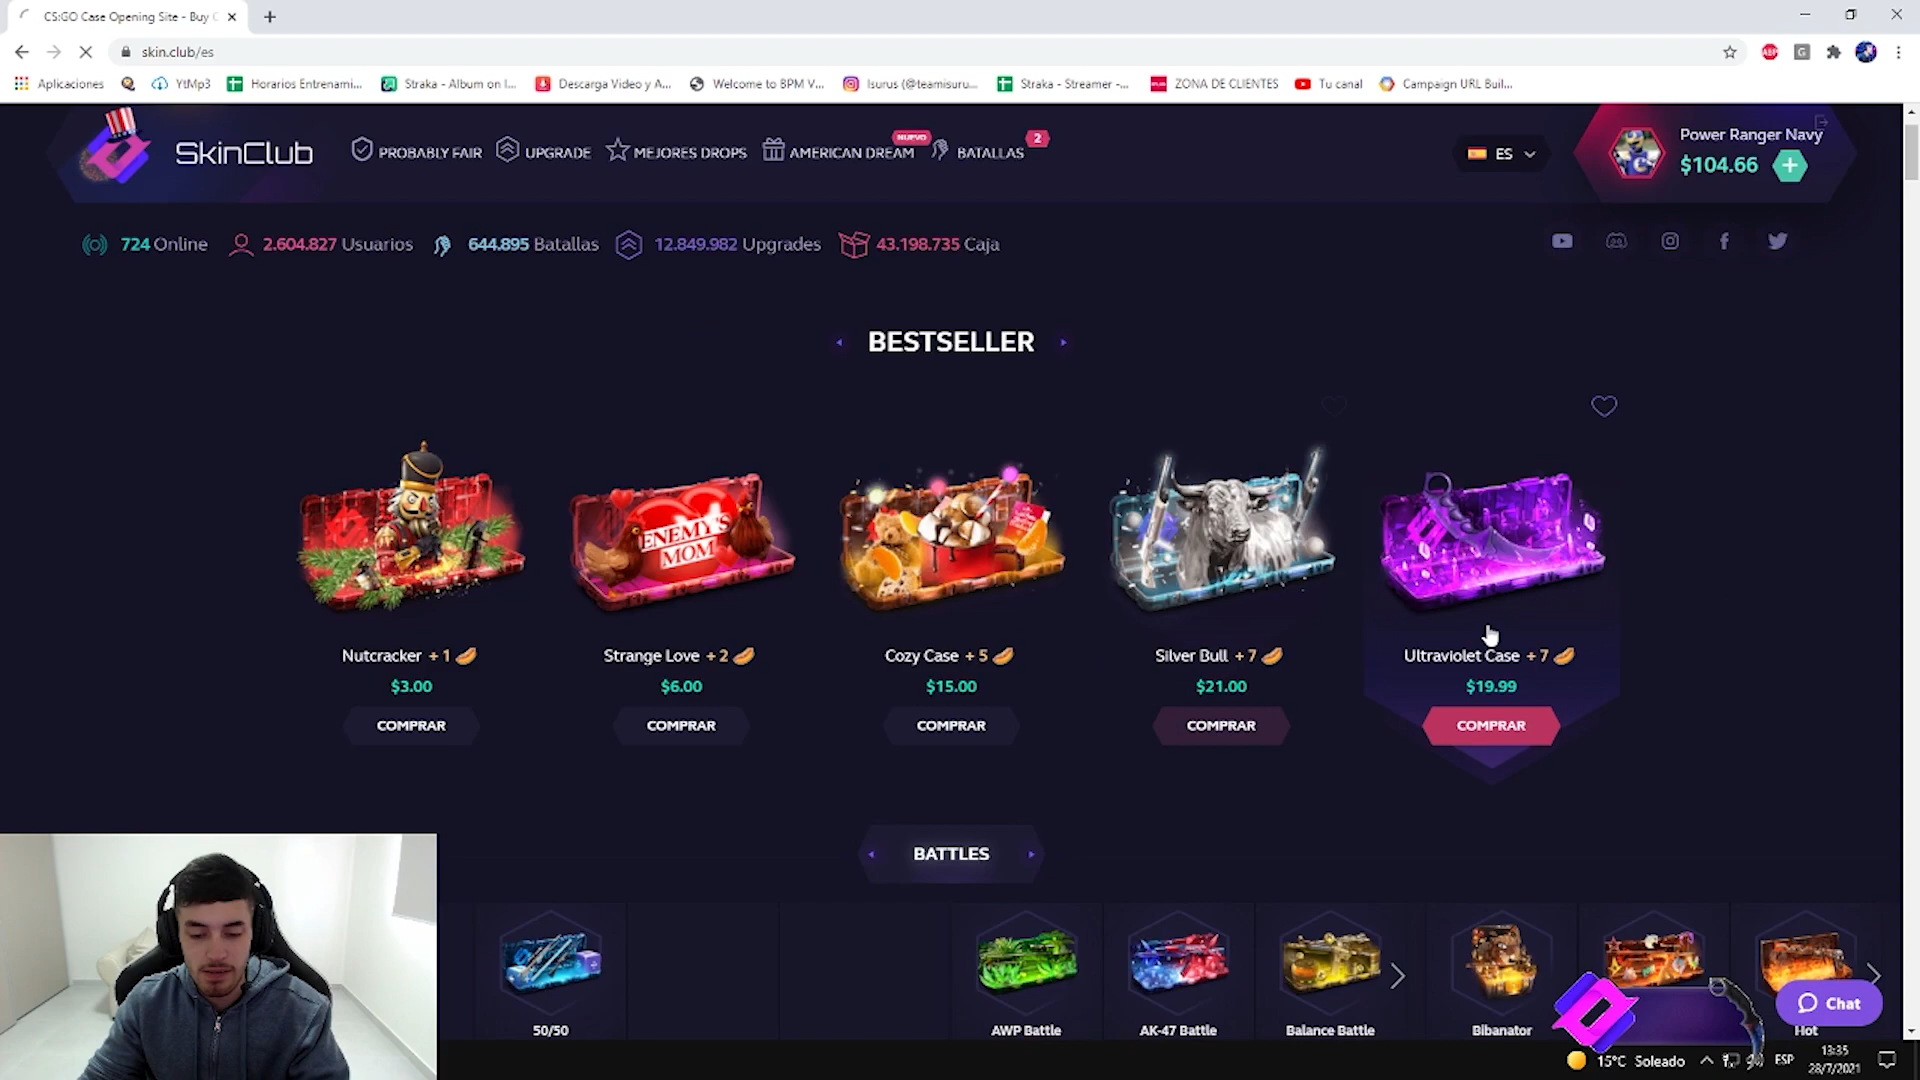 CS:GO Case Opening Site - Buy C
skin.club/es
Aplicaciones
YtMp3
Horarios Entrenami...
Straka - Album on I...
Descarga Video y A...
Welcome to BPM V...
Isurus (@teamisuru...
Straka - Streamer -...
ZONA DE CLIENTES
Tu canal
Campaign URL Buil...
SkinClub
PROBABLY FAIR
UPGRADE
MEJORES DROPS
AMERICAN DREAM
NUEVO
BATALLAS
2
ES
Power Ranger Navy
$104.66
724 Online
2.604.827 Usuarios
644.895 Batallas
12.849.982 Upgrades
43.198.735 Caja
BESTSELLER
ENEMY'S
MOM
Nutcracker + 1
$3.00
COMPRAR
Strange Love + 2
$6.00
COMPRAR
Cozy Case + 5
$15.00
COMPRAR
Silver Bull + 7
$21.00
COMPRAR
Ultraviolet Case + 7
$19.99
COMPRAR
BATTLES
50/50
AWP Battle
AK-47 Battle
Balance Battle
Bibanator
Hot
Chat
15°C Soleado
ESP
13:35
28/7/2021